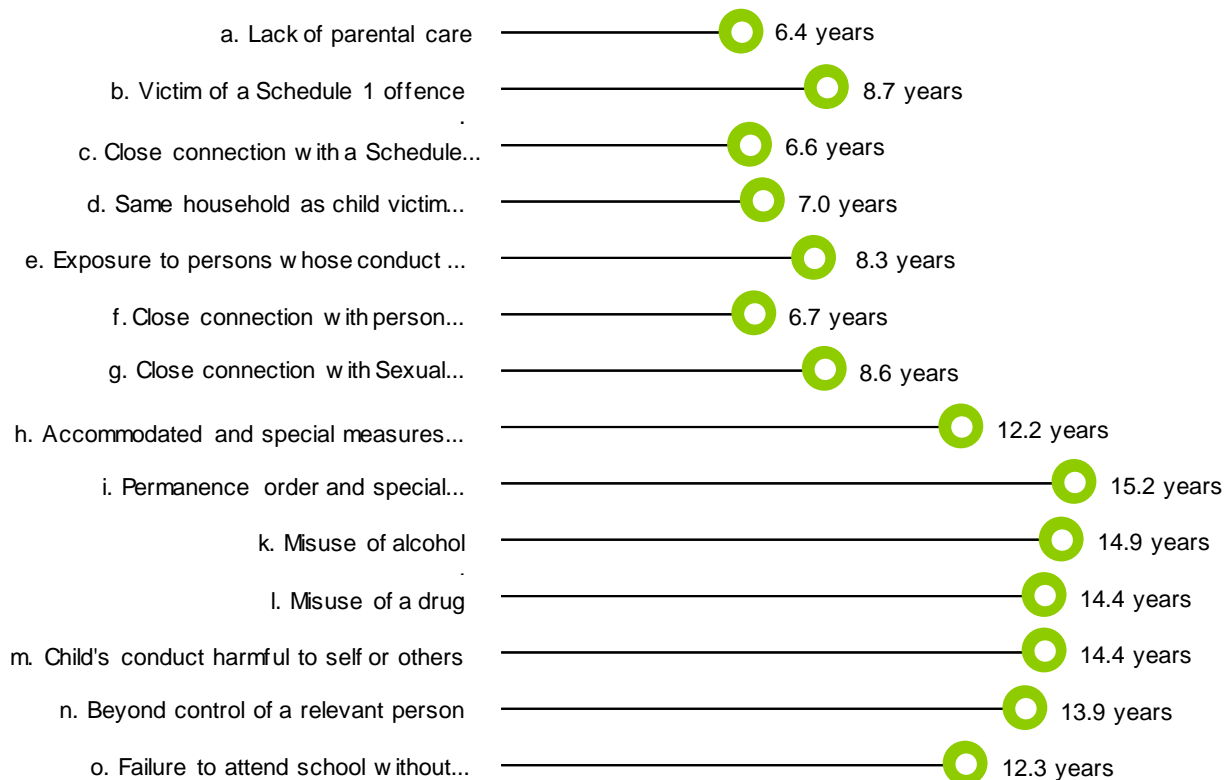 a. Lack of parental care 6.4 years
b. Victim of a Schedule 1 offence 8.7 years
.
c. Close connection with a Schedule... 6.6 years
d. Same household as child victim... 7.0 years
e. Exposure to persons whose conduct ... 8.3 years
f. Close connection with person... 6.7 years
g. Close connection with Sexual... 8.6 years
h. Accommodated and special measures... 12.2 years
i. Permanence order and special... 15.2 years
k. Misuse of alcohol 14.9 years
.
l. Misuse of a drug 14.4 years
m. Child's conduct harmful to self or others 14.4 years
n. Beyond control of a relevant person 13.9 years
o. Failure to attend school without... 12.3 years